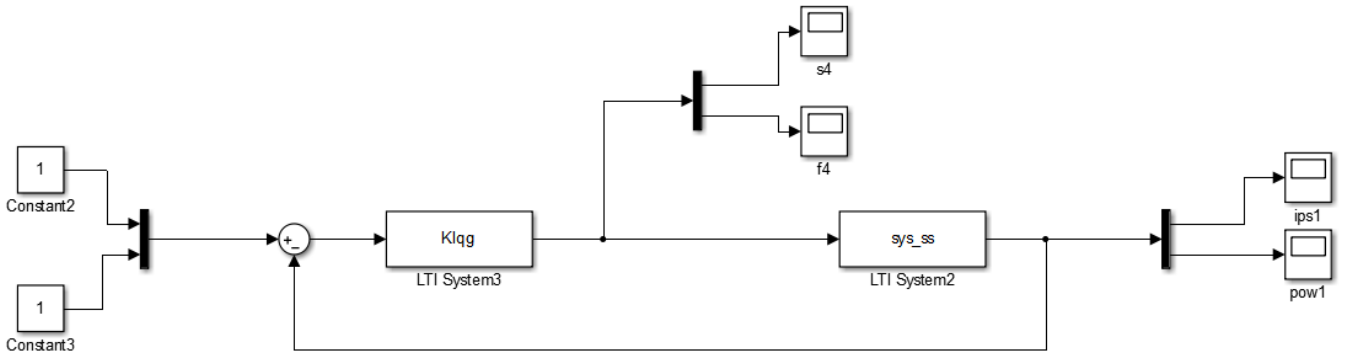 s4
f4
1
Constant2
+
-
Klqg
LTI System3
sys_ss
LTI System2
ips1
pow1
1
Constant3